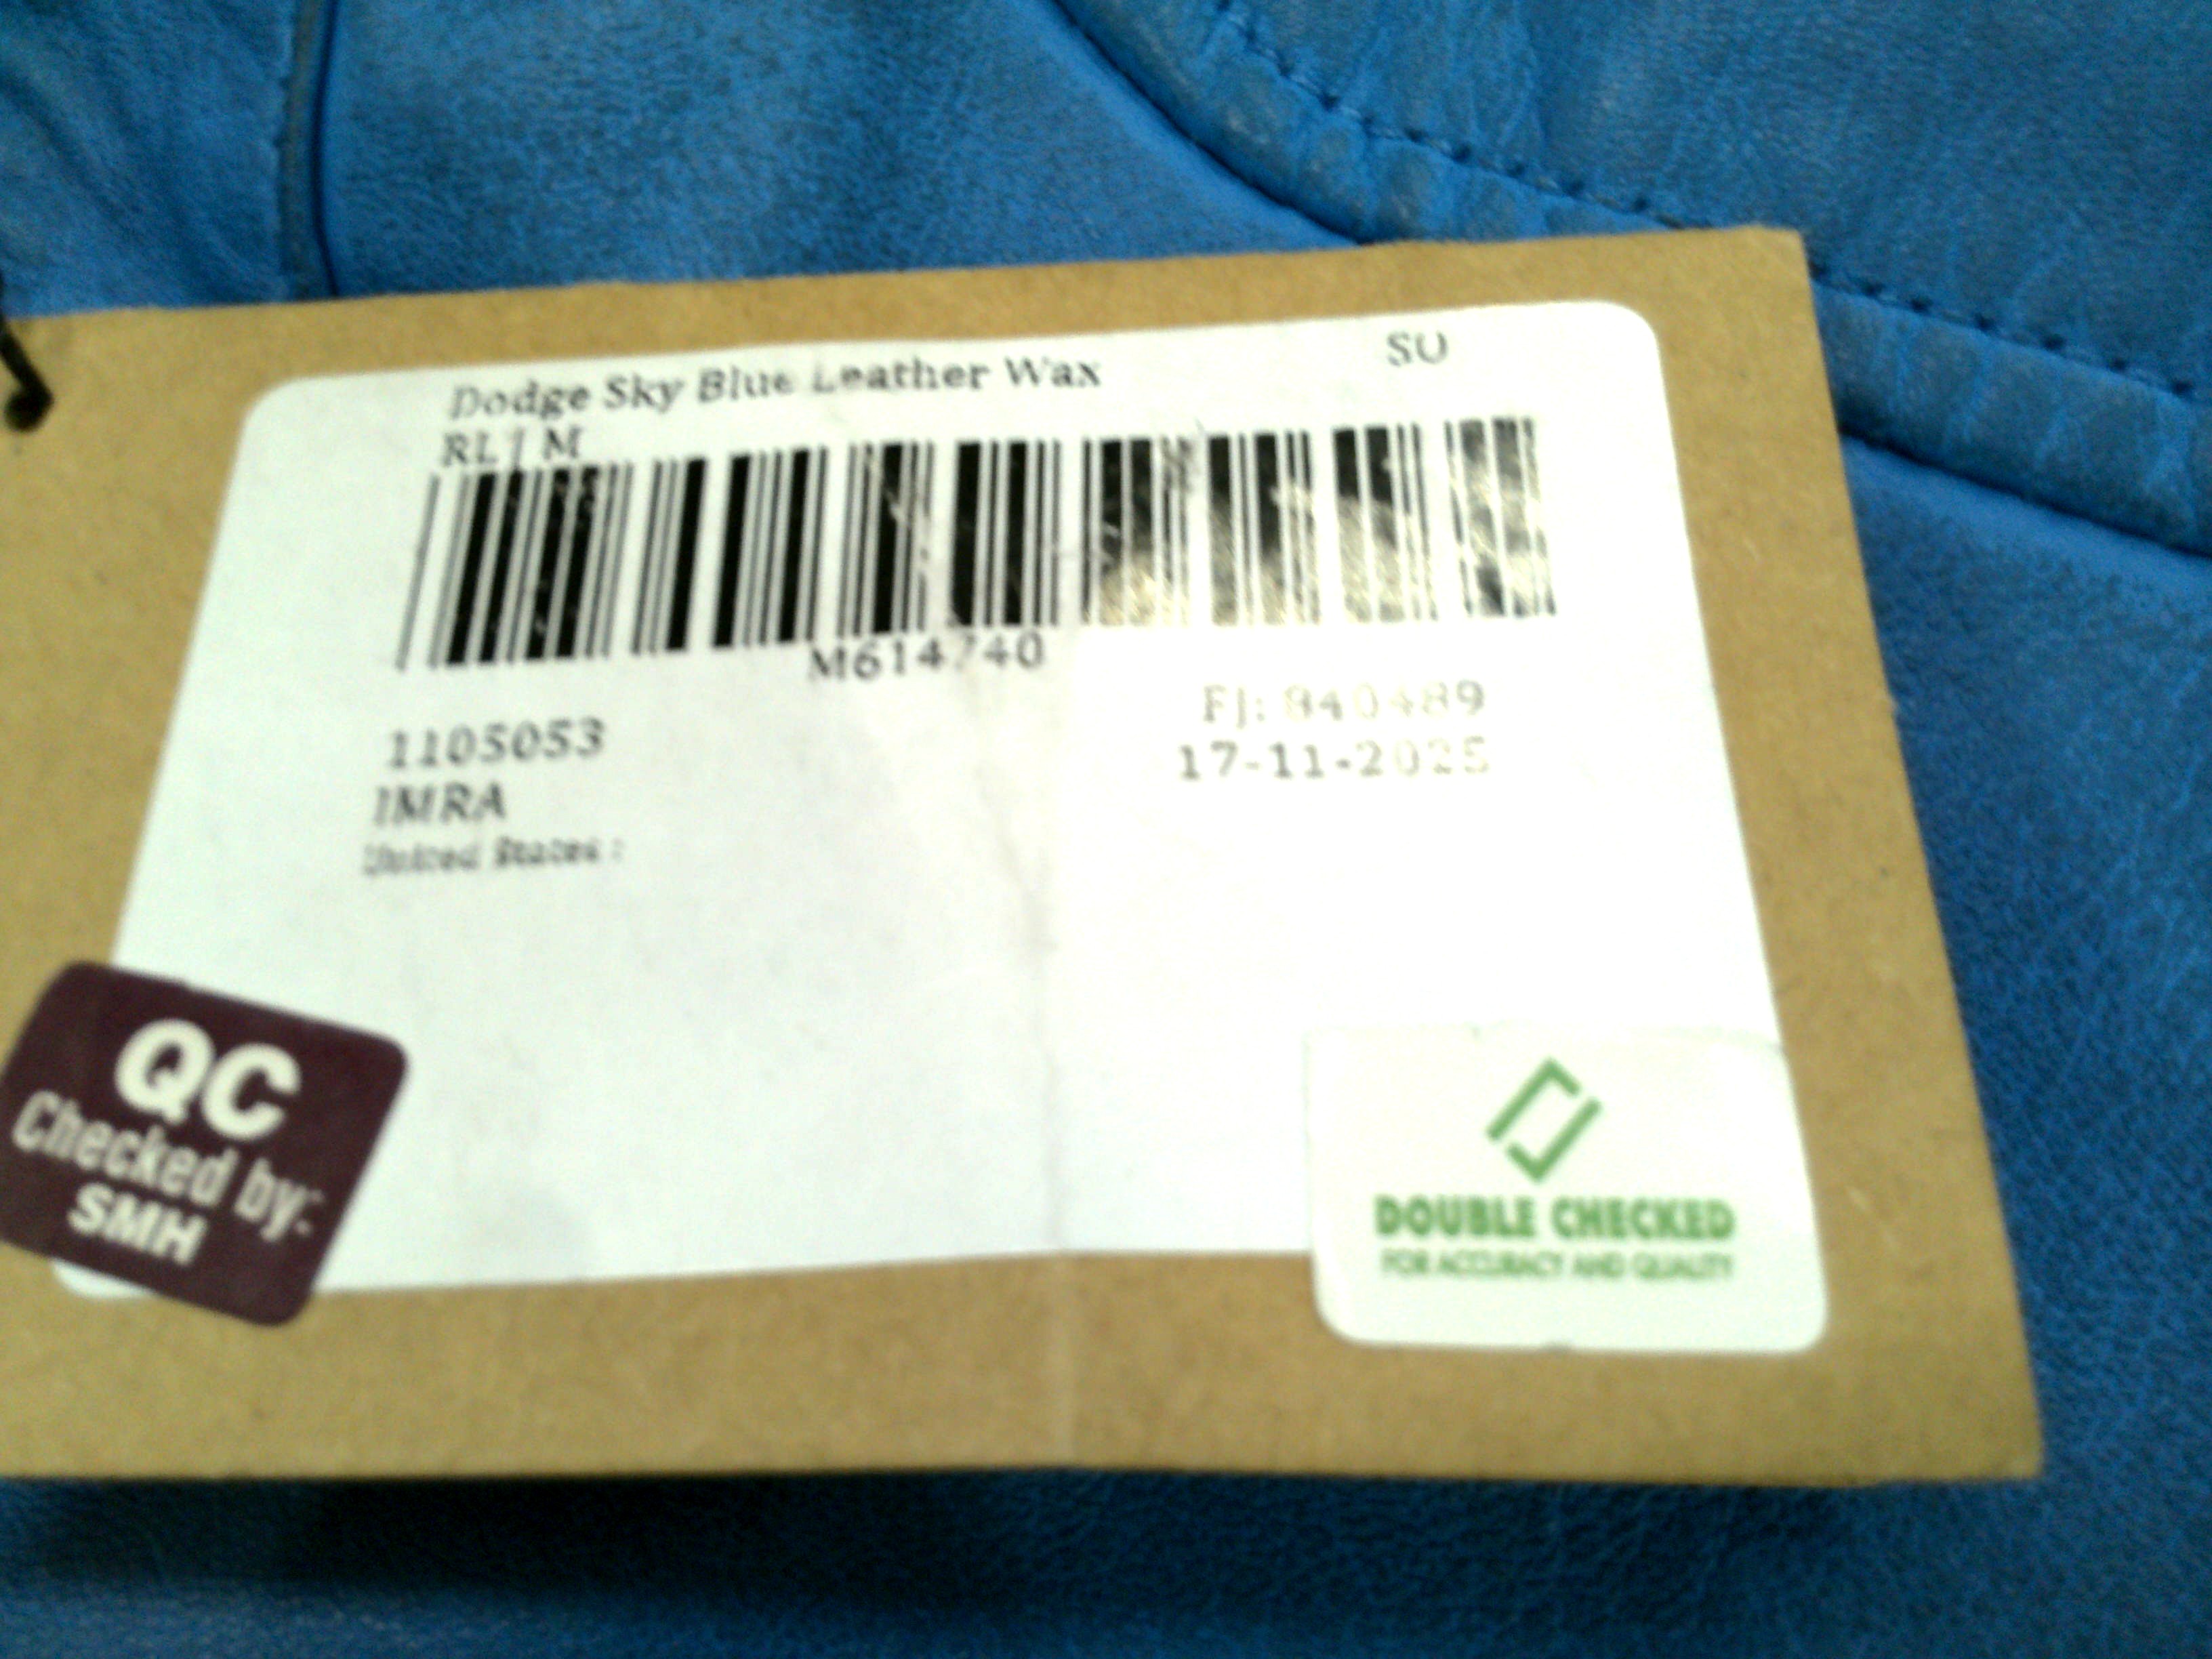 Dodge Sky Blue Leather Wax SU
RL J M
M614740
FJ: 840489
1105053
17-11-2025
IMRA
United States :
QC
Checked by:
SMH
DOUBLE CHECKED
FOR ACCURACY AND QUALITY